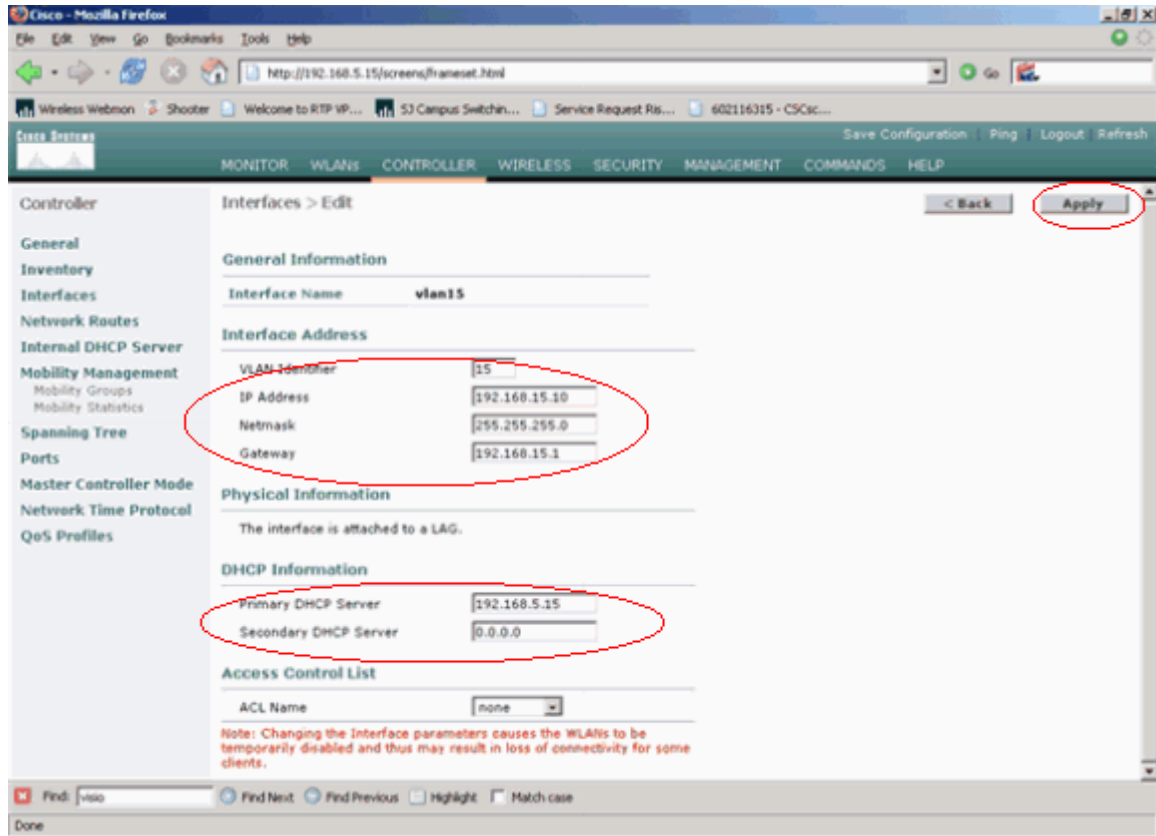 Cisco - Mozilla Firefox
File Edit View Go Bookmarks Tools Help
http://192.168.5.15/screens/frameset.html Go
Wireless Webmon Shooter Welcome to RTP VP... SJ Campus Switchin... Service Request Ris... 602116315 - CSCsc...
Cisco Systems
Save Configuration Ping Logout Refresh
MONITOR WLANs CONTROLLER WIRELESS SECURITY MANAGEMENT COMMANDS HELP
Controller
General
Inventory
Interfaces
Network Routes
Internal DHCP Server
Mobility Management
Mobility Groups
Mobility Statistics
Spanning Tree
Ports
Master Controller Mode
Network Time Protocol
QoS Profiles
Interfaces > Edit
< Back Apply
General Information
Interface Name vlan15
Interface Address
VLAN Identifier 15
IP Address 192.168.15.10
Netmask 255.255.255.0
Gateway 192.168.15.1
Physical Information
The interface is attached to a LAG.
DHCP Information
Primary DHCP Server 192.168.5.15
Secondary DHCP Server 0.0.0.0
Access Control List
ACL Name none
Note: Changing the Interface parameters causes the WLANs to be
temporarily disabled and thus may result in loss of connectivity for some
clients.
Find: visio Find Next Find Previous Highlight Match case
Done